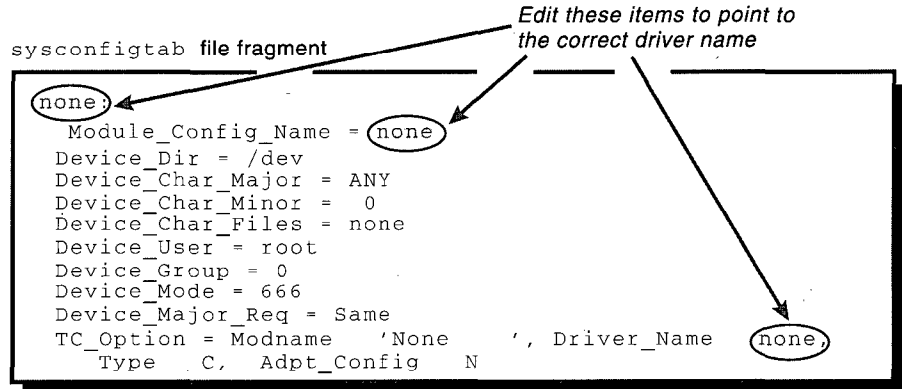 Edit these items to point to
the correct driver name
sysconfigtab file fragment
none:
Module_Config_Name = none
Device_Dir = /dev
Device_Char_Major = ANY
Device_Char_Minor = 0
Device_Char_Files = none
Device_User = root
Device_Group = 0
Device_Mode = 666
Device_Major_Req = Same
TC_Option = Modname 'None ', Driver_Name none,
Type C, Adpt_Config N